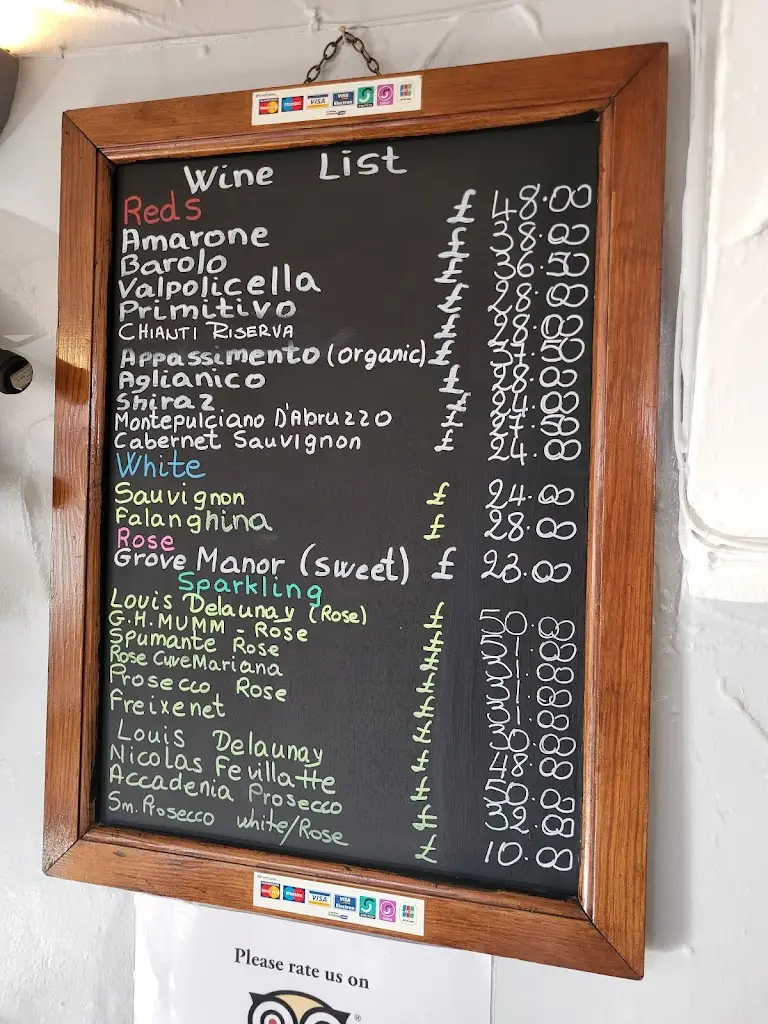 Wine List
Reds
Amarone £ 48.00
Barolo £ 38.00
Valpolicella £ 36.50
Primitivo £ 28.00
CHIANTI RISERVA £ 28.00
Appassimento (organic) £ 37.50
Aglianico £ 28.00
Shiraz £ 24.00
Montepulciano D'Abruzzo £ 27.50
Cabernet Sauvignon £ 24.00
White
Sauvignon £ 24.00
Falanghina £ 28.00
Rose
Grove Manor (sweet) £ 23.00
Sparkling
Louis Delaunay (Rose) £ 50.00
G.H.MUMM - Rose £
Spumante Rose £
Rose Cuve Mariana £
Prosecco Rose £
Freixenet £ 30.00
Louis Delaunay £ 48.00
Nicolas Fevillatte £ 50.00
Accadenia Prosecco £ 32.00
Sm. Prosecco white/Rose £ 10.00
Please rate us on